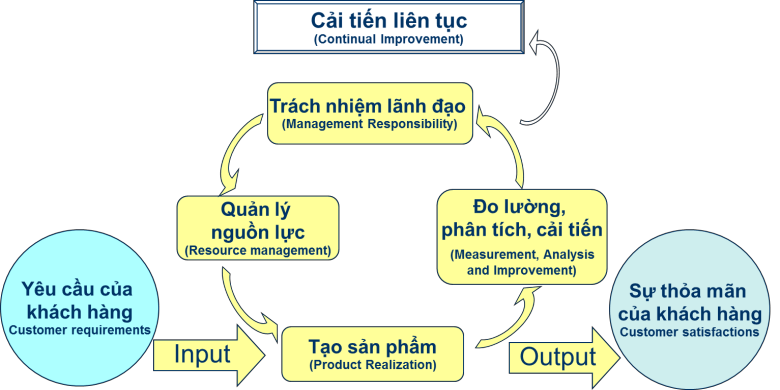 Cải tiến liên tục
(Continual Improvement)
Trách nhiệm lãnh đạo
(Management Responsibility)
Quản lý
nguồn lực
(Resource management)
Đo lường,
phân tích, cải tiến
(Measurement, Analysis
and Improvement)
Yêu cầu của
khách hàng
Customer requirements
Sự thỏa mãn
của khách hàng
Customer satisfactions
Input
Tạo sản phẩm
(Product Realization)
Output